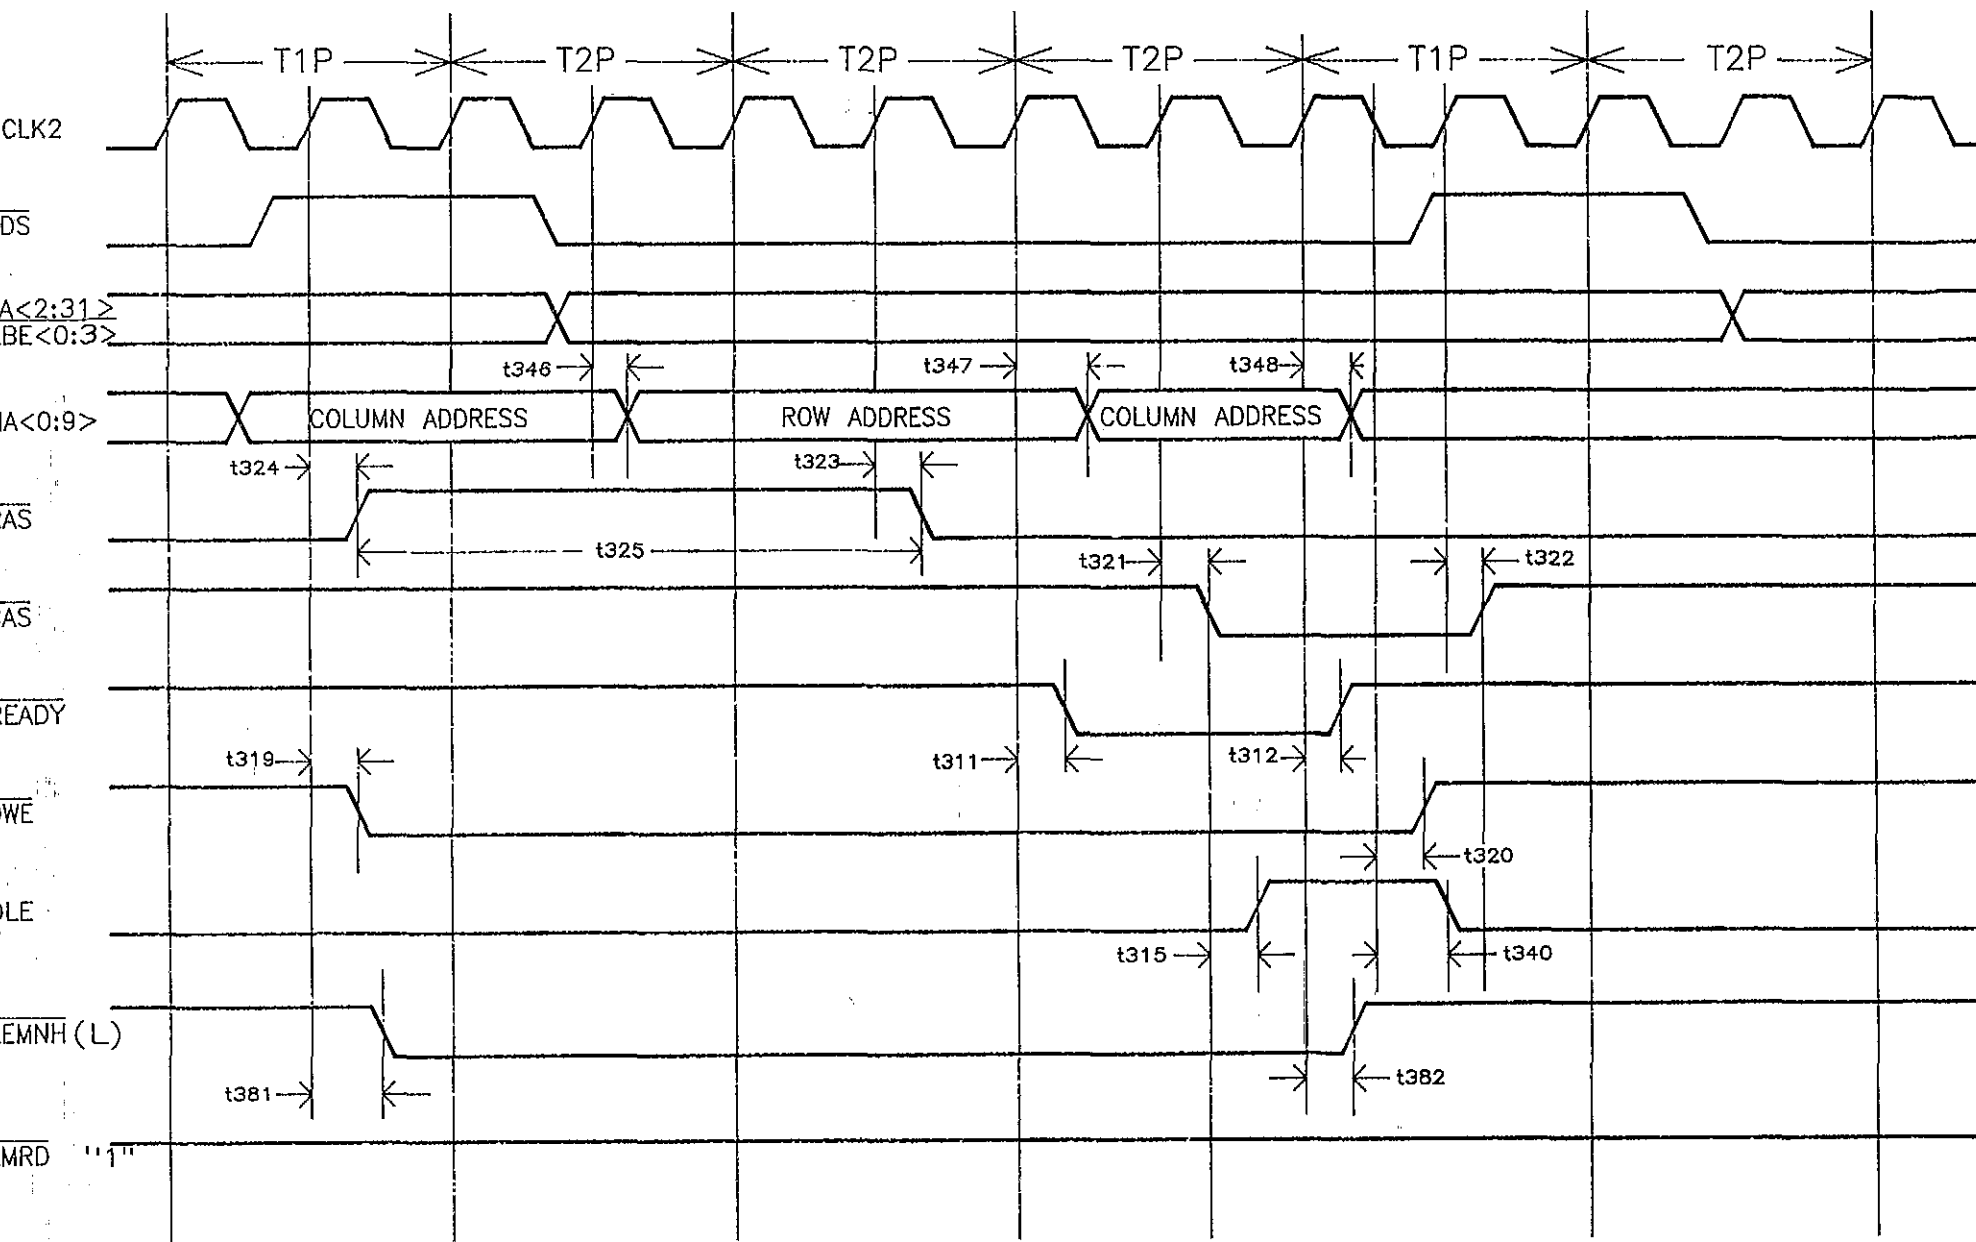 T1P T2P T2P T2P T1P T2P
CLK2
DS
A<2:31>
BE<0:3>
t346 t347 t348
A<0:9> COLUMN ADDRESS ROW ADDRESS COLUMN ADDRESS
t324 t323
AS
t325 t321 t322
AS
READY
t319 t311 t312
WE
t320
LE
t315 t340
EMNH (L)
t381 t382
MRD "1"